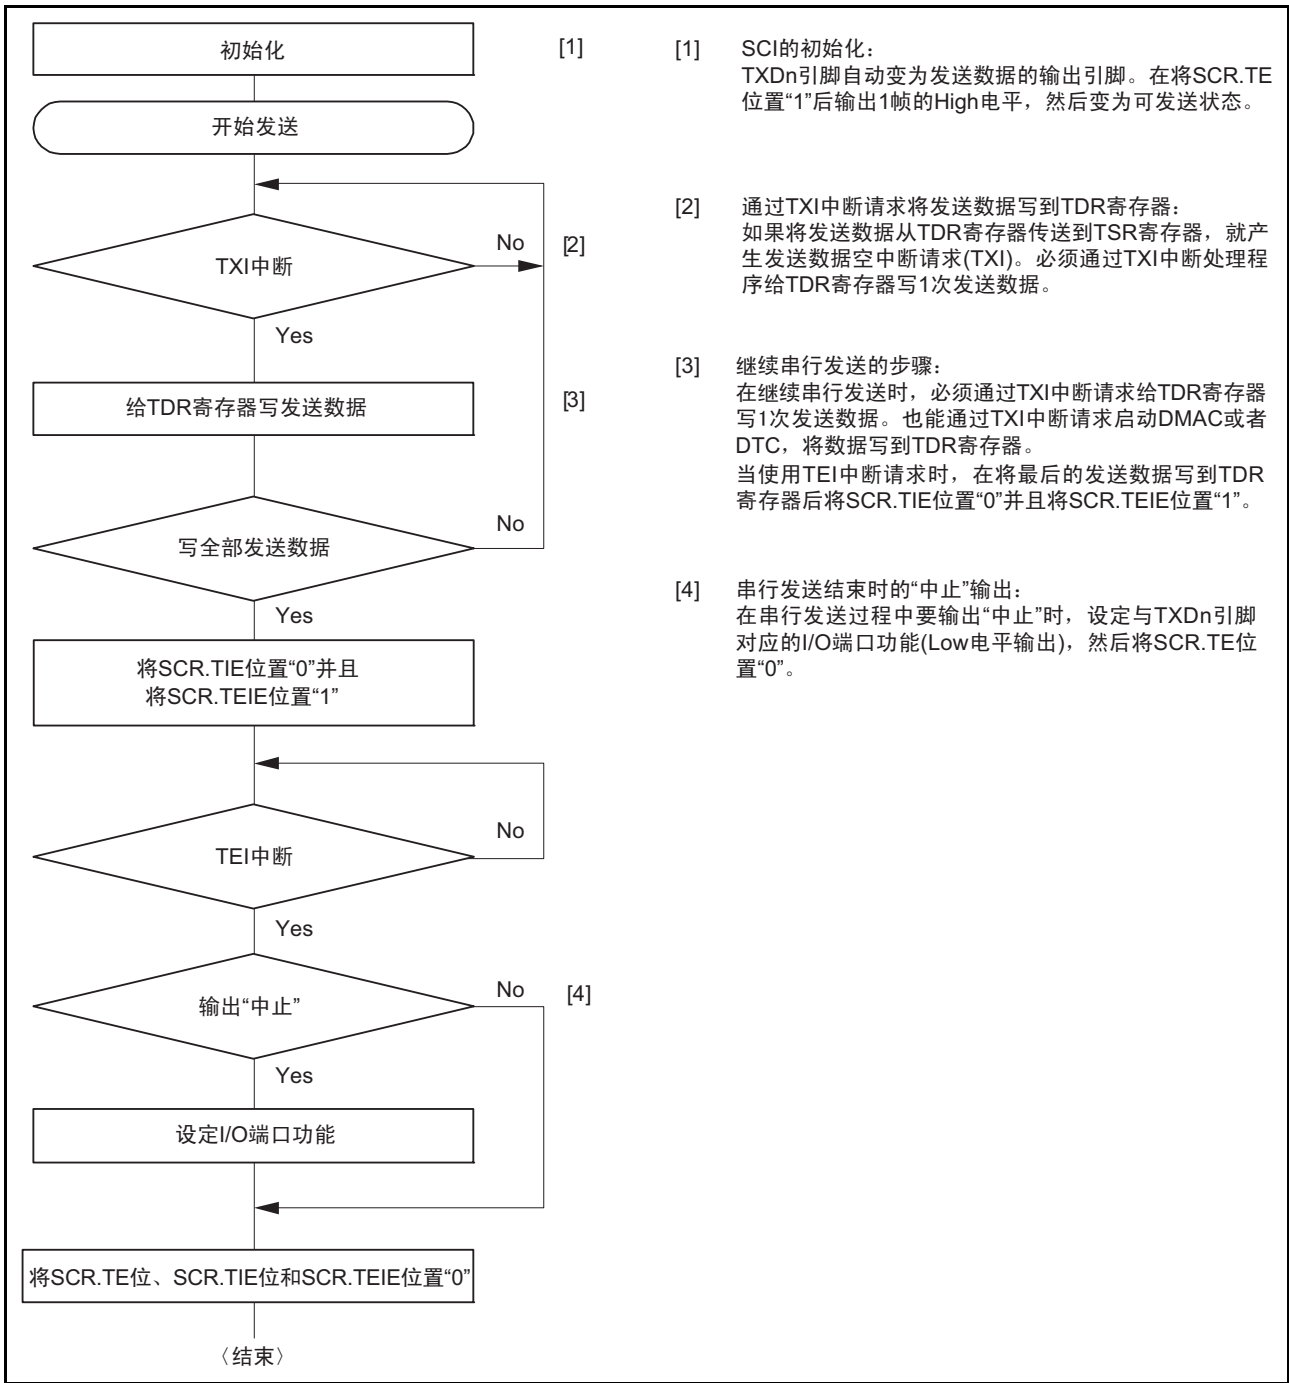 初始化
[1]
开始发送
TXI中断
No
[2]
Yes
给TDR寄存器写发送数据
[3]
写全部发送数据
No
Yes
将SCR.TIE位置“0”并且
将SCR.TEIE位置“1”
TEI中断
No
Yes
输出“中止”
No
[4]
Yes
设定I/O端口功能
将SCR.TE位、SCR.TIE位和SCR.TEIE位置“0”
〈结束〉
[1] SCI的初始化：
TXDn引脚自动变为发送数据的输出引脚。在将SCR.TE
位置“1”后输出1帧的High电平，然后变为可发送状态。
[2] 通过TXI中断请求将发送数据写到TDR寄存器：
如果将发送数据从TDR寄存器传送到TSR寄存器，就产
生发送数据空中断请求(TXI)。必须通过TXI中断处理程
序给TDR寄存器写1次发送数据。
[3] 继续串行发送的步骤：
在继续串行发送时，必须通过TXI中断请求给TDR寄存器
写1次发送数据。也能通过TXI中断请求启动DMAC或者
DTC，将数据写到TDR寄存器。
当使用TEI中断请求时，在将最后的发送数据写到TDR
寄存器后将SCR.TIE位置“0”并且将SCR.TEIE位置“1”。
[4] 串行发送结束时的“中止”输出：
在串行发送过程中要输出“中止”时，设定与TXDn引脚
对应的I/O端口功能(Low电平输出)，然后将SCR.TE位
置“0”。